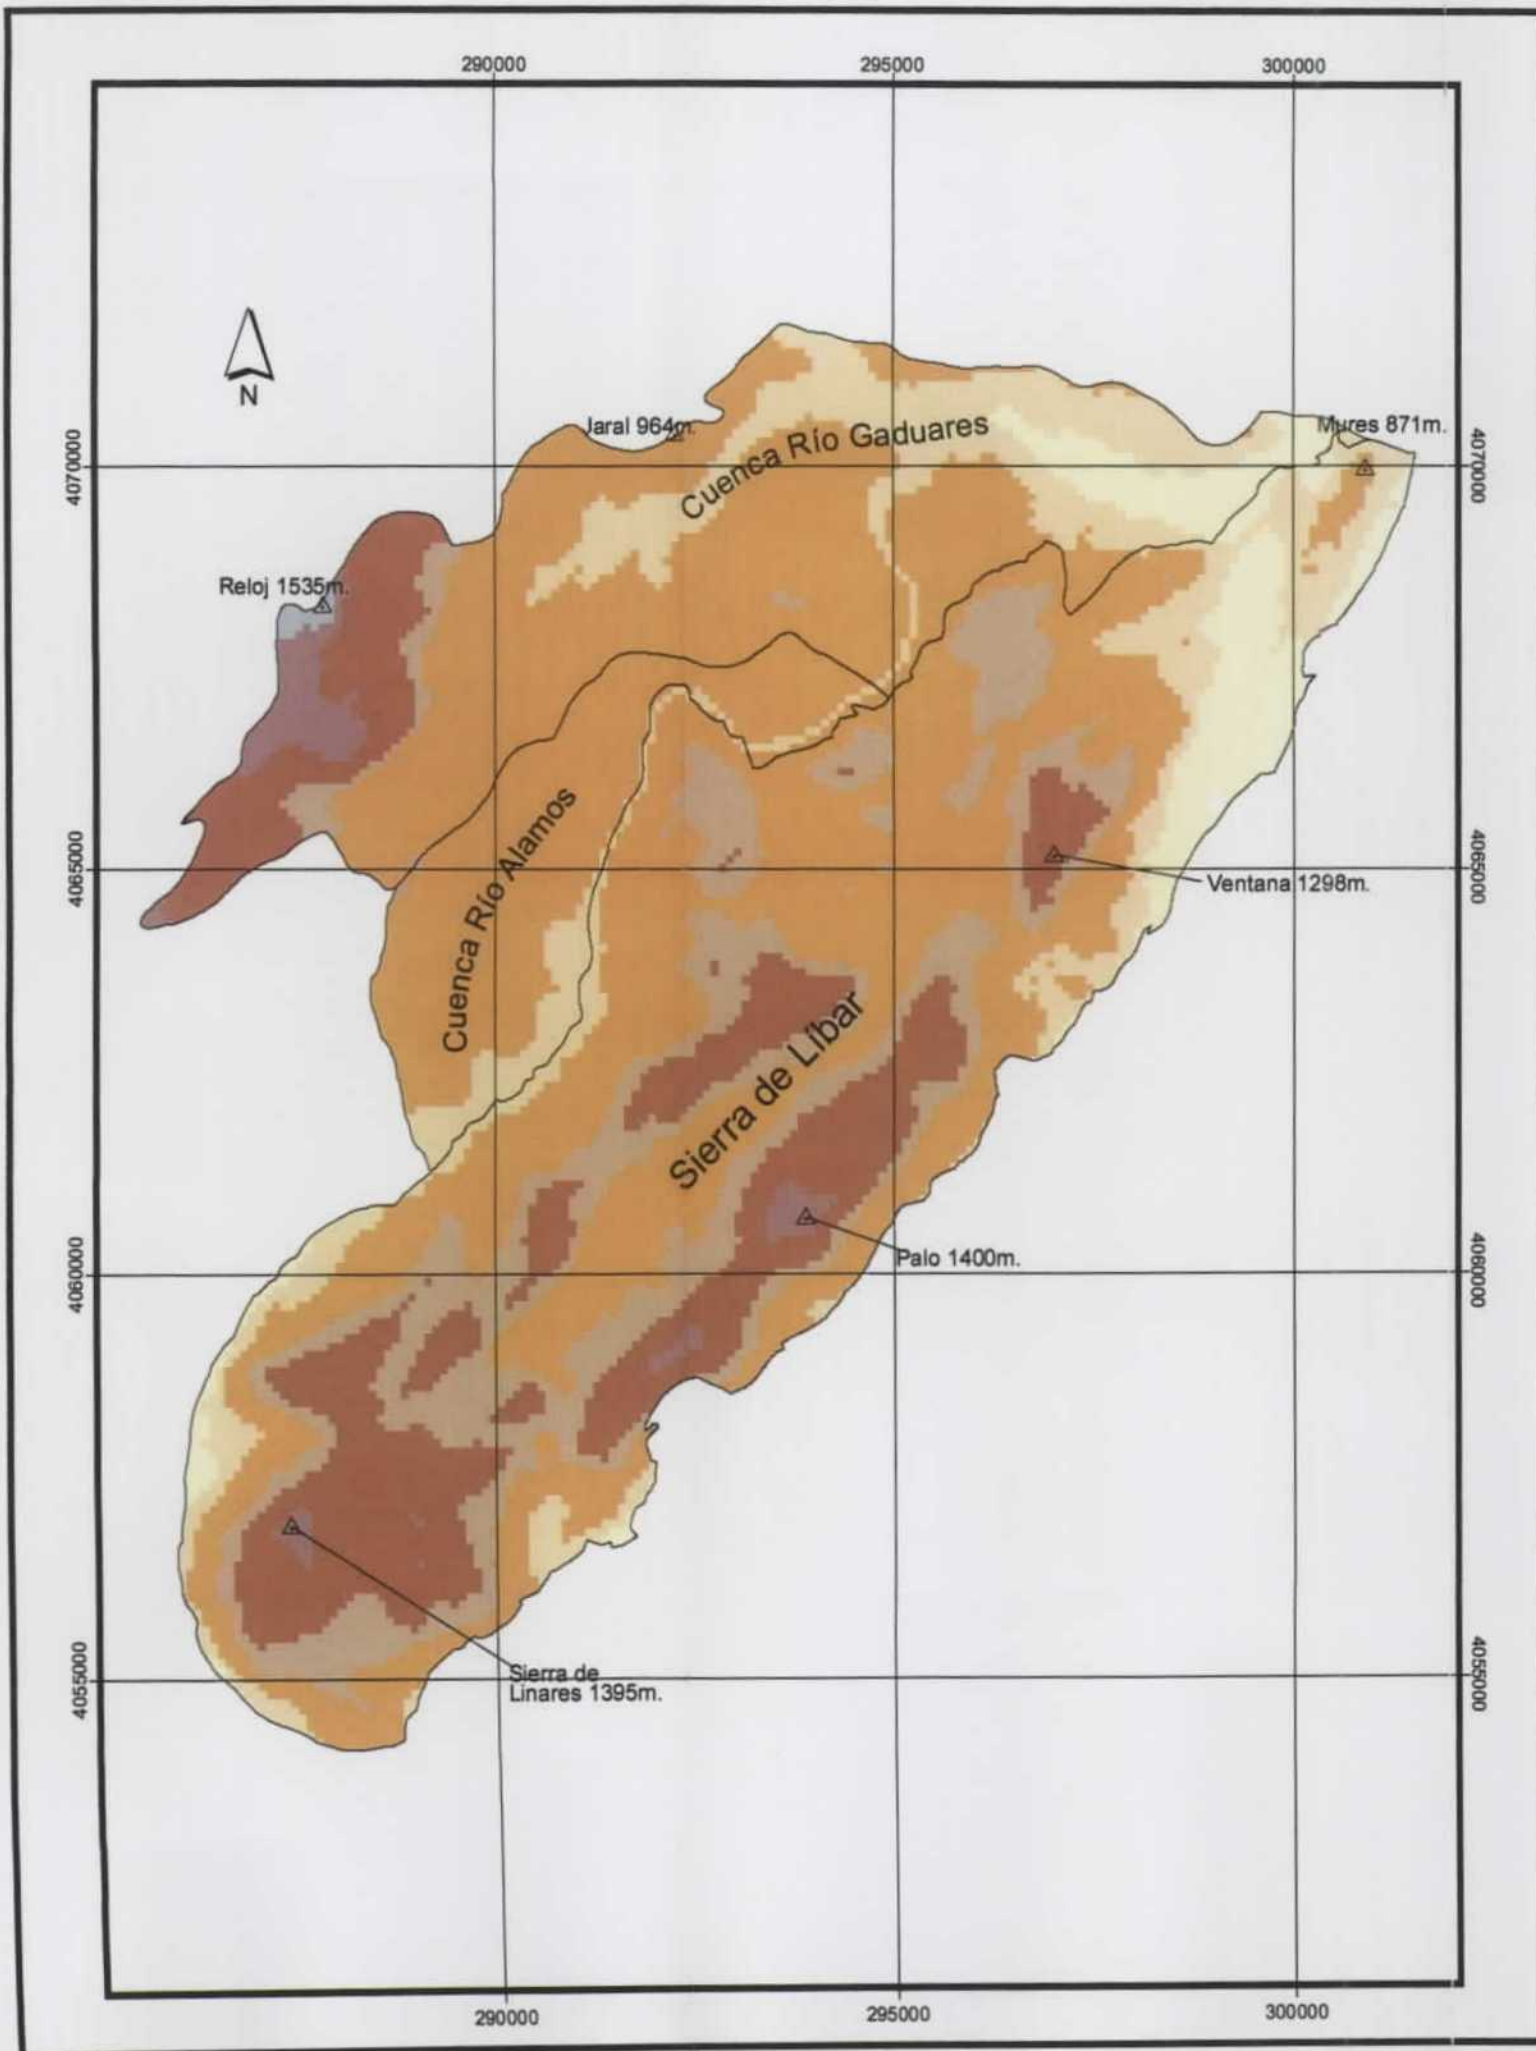 290000
295000
300000
N
Jaral 964m.
Mures 871m.
Cuenca Río Gaduares
4070000
4070000
Reloj 1535m.
Cuenca Río Alamos
4065000
4065000
Ventana 1298m.
Sierra de Líbar
Palo 1400m.
4060000
4060000
Sierra de
Linares 1395m.
4055000
4055000
290000
295000
300000